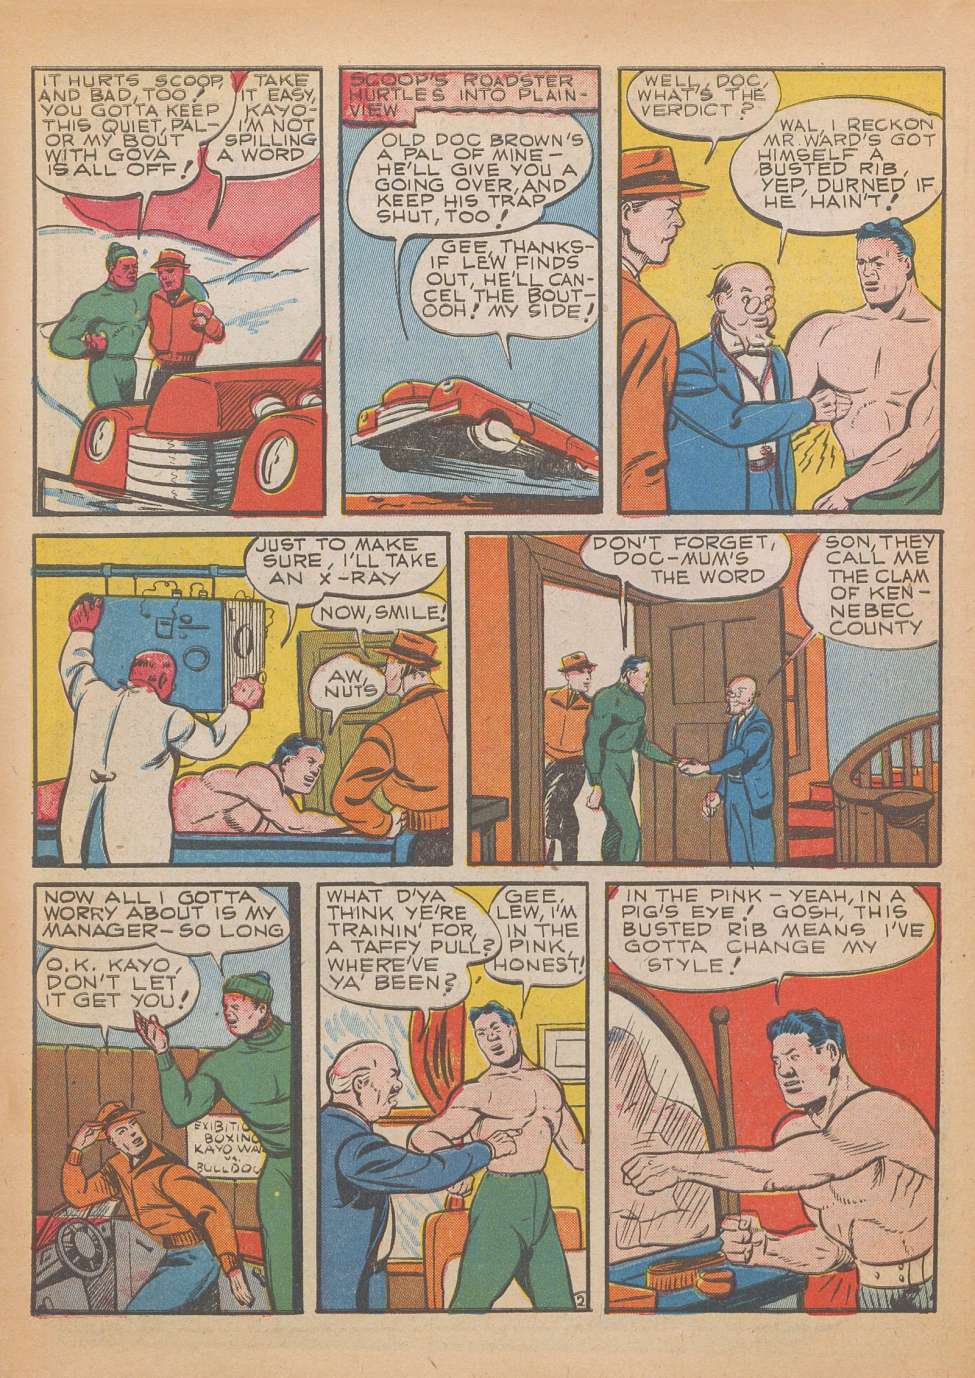 IT HURTS SCOOP,
AND BAD, TOO!
YOU GOTTA KEEP
THIS QUIET, PAL-
OR MY BOUT
WITH GOVA
IS ALL OFF!
TAKE
IT EASY,
KAYO-
I'M NOT
SPILLING
A WORD
SCOOP'S ROADSTER
HURTLES INTO PLAIN-
VIEW
OLD DOC BROWN'S
A PAL OF MINE-
HE'LL GIVE YOU A
GOING OVER, AND
KEEP HIS TRAP
SHUT, TOO!
GEE, THANKS-
IF LEW FINDS
OUT, HE'LL CAN-
CEL THE BOUT-
OOH! MY SIDE!
WELL, DOC,
WHAT'S THE
VERDICT?
WAL, I RECKON
MR. WARD'S GOT
HIMSELF A
BUSTED RIB,
YEP, DURNED IF
HE HAIN'T!
JUST TO MAKE
SURE, I'LL TAKE
AN X-RAY
NOW, SMILE!
AW,
NUTS
DON'T FORGET,
DOC-MUM'S
THE WORD
SON, THEY
CALL ME
THE CLAM
OF KEN-
NEBEC
COUNTY
NOW ALL I GOTTA
WORRY ABOUT IS MY
MANAGER-SO LONG
O.K. KAYO,
DON'T LET
IT GET YOU!
BOXING
KAYO WA
VS.
BULLDOG
WHAT D'YA
THINK YE'RE
TRAININ' FOR,
A TAFFY PULL?
WHERE'VE
YA' BEEN?
GEE,
LEW, I'M
IN THE
PINK,
HONEST!
2
IN THE PINK-YEAH, IN A
PIG'S EYE! GOSH, THIS
BUSTED RIB MEANS I'VE
GOTTA CHANGE MY
STYLE!